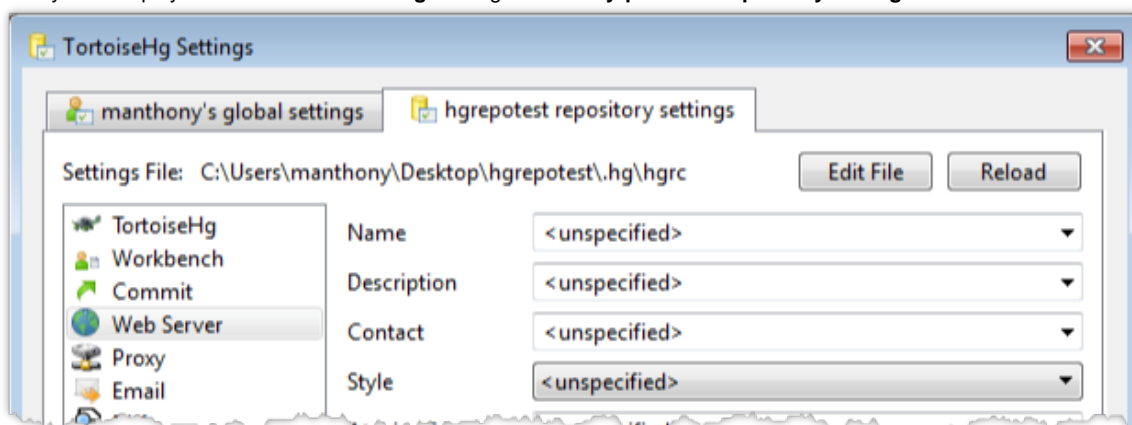 TortoiseHg Settings
manthony's global settings
hgrepotest repository settings
Settings File: C:\Users\manthony\Desktop\hgrepotest\.hg\hgrc
Edit File
Reload
TortoiseHg
Workbench
Commit
Web Server
Proxy
Email
Name <unspecified>
Description <unspecified>
Contact <unspecified>
Style <unspecified>